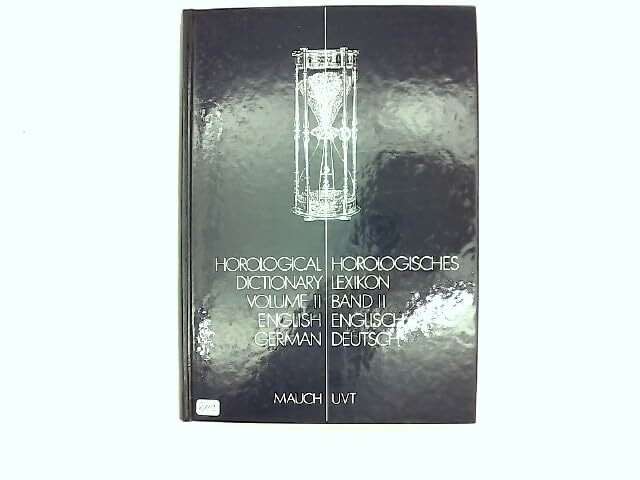 HOROLOGICAL HOROLOGISCHES
DICTIONARY LEXIKON
VOLUME II BAND II
ENGLISH ENGLISCH
GERMAN DEUTSCH
MAUCH UVT